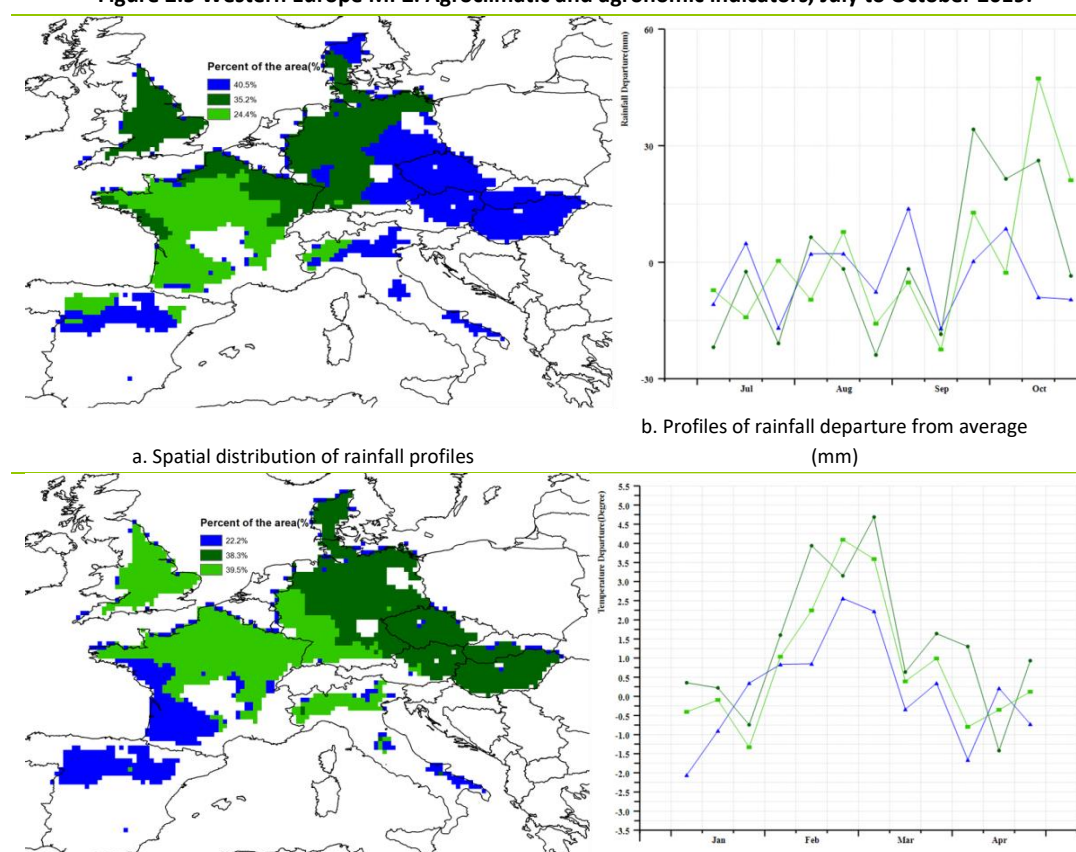 Western Europe MPZ: Agroclimatic and agronomic indicators, July to October 2019.
Percent of the area(%)
40.5%
35.2%
24.4%
Rainfall Departure(mm)
60
30
0
-30
Jul Aug Sep Oct
a. Spatial distribution of rainfall profiles
b. Profiles of rainfall departure from average
(mm)
Percent of the area(%
22.2%
38.3%
39.5%
Temperature Departure(Degree)
5.5
5.0
4.5
4.0
3.5
3.0
2.5
2.0
1.5
1.0
0.5
0.0
-0.5
-1.0
-1.5
-2.0
-2.5
-3.0
-3.5
Jan Feb Mar Apr